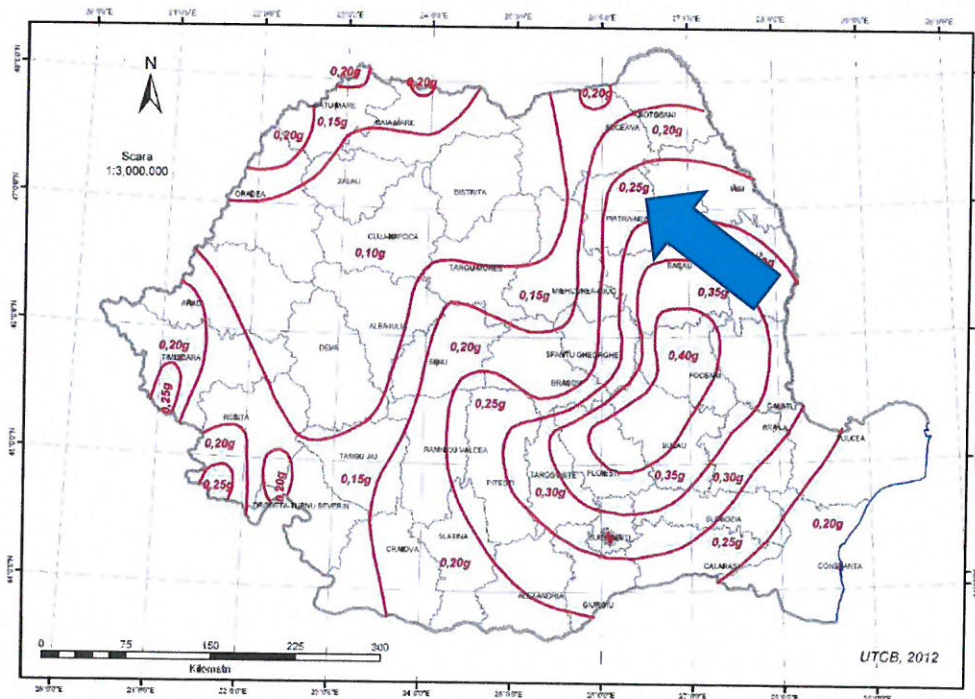 N
Scara
1:3,000.000
0,20g
0,20g
0,20g
SATU-MARE
0,15g
BAIA MARE
0,20g
BOTOSANI
SUCEAVA
0,20g
ORADEA
ZALAU
BISTRITA
0,25g
IASI
PIATRA-NEAMT
CLUJ-NAPOCA
0,10g
TARGU-MURES
BACAU
0,35g
0,15g
MIERCUREA-CIUC
ARAD
ALBA-IULIA
DEVA
0,20g
TIMISOARA
SIBIU
0,20g
SFANTU GHEORGHE
0,40g
FOCSANI
BRASOV
0,25g
0,25g
RESITA
GALATI
BRAILA
TULCEA
0,20g
RAMNICU VALCEA
BUZAU
TARGU JIU
0,25g
0,20g
0,15g
PITESTI
TARGOVISTE
PLOIESTI
0,35g
0,30g
0,30g
DROBETA-TURNU SEVERIN
SLOBOZIA
0,20g
CRAIOVA
SLATINA
BUCURESTI
0,25g
0,20g
CALARASI
CONSTANTA
ALEXANDRIA
GIURGIU
0 75 150 225 300
Kilometri
UTCB, 2012